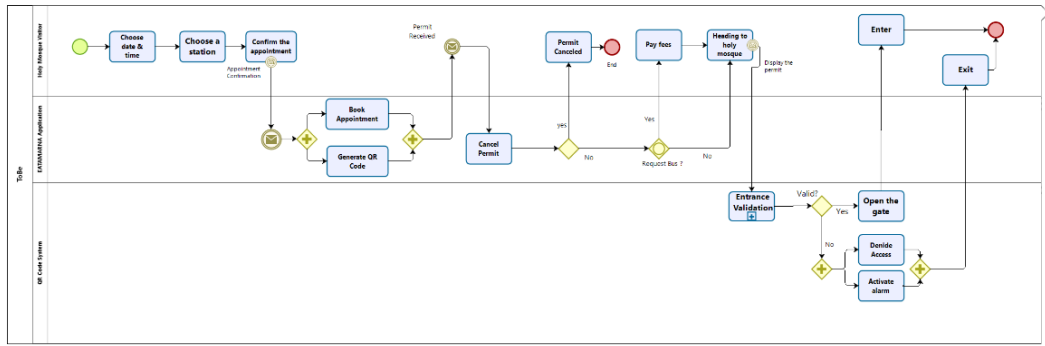 ToBe
Holy Mosque Visitor
Choose
date &
time
Choose a
station
Confirm the
appointment
Appointment
Confirmation
Permit
Received
Permit
Canceled
End
Pay fees
Heading to
holy
mosque
Display the
permit
Enter
Exit
EATAMARNA Application
Book
Appointment
Generate QR
Code
Cancel
Permit
yes
No
Yes
Request Bus ?
No
QR Code System
Entrance
Validation
Valid?
Yes
No
Open the
gate
Denide
Access
Activate
alarm